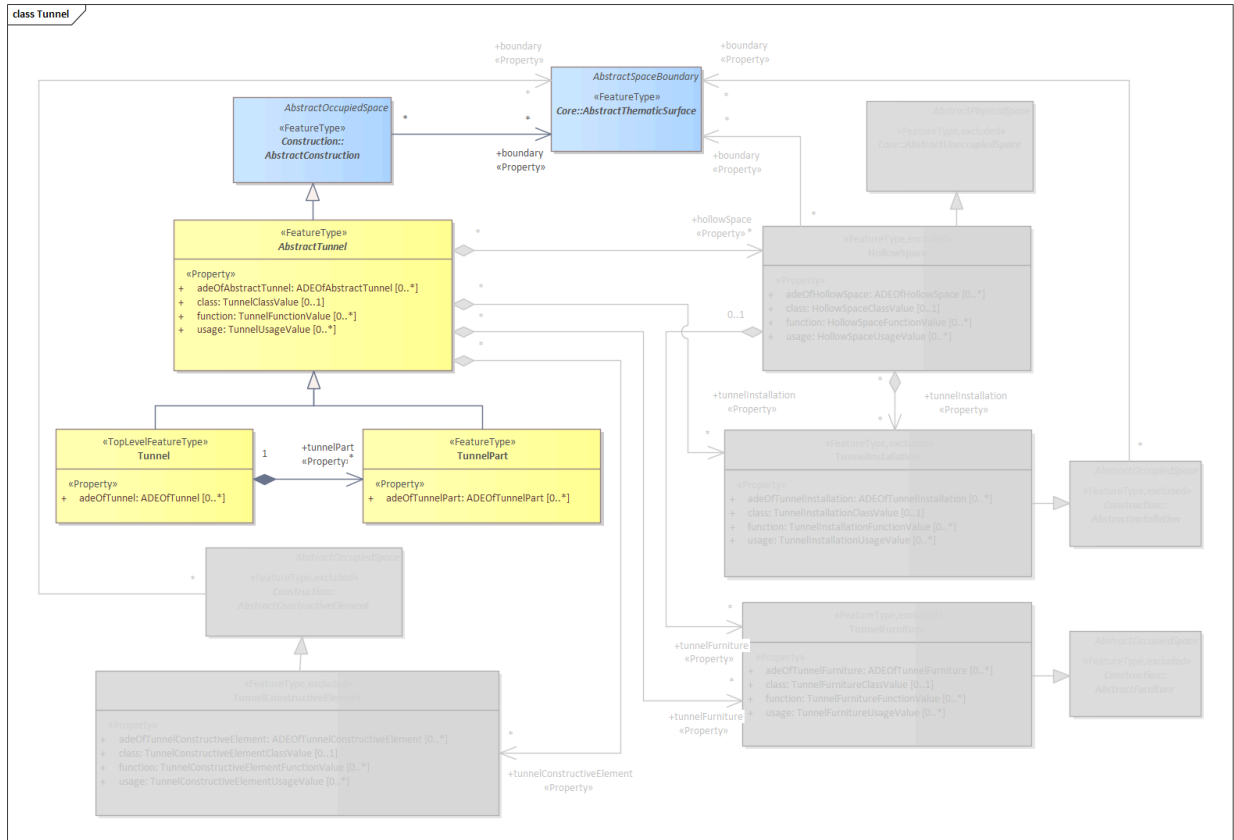 class Tunnel
+boundary
«Property»
+boundary
«Property»
AbstractSpaceBoundary
«FeatureType»
Core::AbstractThematicSurface
*
*
AbstractOccupiedSpace
«FeatureType»
Construction::
AbstractConstruction
*
*
+boundary
«Property»
*
+boundary
«Property»
AbstractPhysicalSpace
«FeatureType,excluded»
Core::AbstractUnoccupiedSpace
*
«FeatureType»
AbstractTunnel
«Property»
+ adeOfAbstractTunnel: ADEOfAbstractTunnel [0..*]
+ class: TunnelClassValue [0..1]
+ function: TunnelFunctionValue [0..*]
+ usage: TunnelUsageValue [0..*]
*
+hollowSpace
«Property» *
*
*
*
«FeatureType,excluded»
HollowSpace
«Property»
+ adeOfHollowSpace: ADEOfHollowSpace [0..*]
+ class: HollowSpaceClassValue [0..1]
+ function: HollowSpaceFunctionValue [0..*]
+ usage: HollowSpaceUsageValue [0..*]
0..1
*
+tunnelInstallation
«Property»
+tunnelInstallation
«Property»
*
*
«TopLevelFeatureType»
Tunnel
«Property»
+ adeOfTunnel: ADEOfTunnel [0..*]
1
+tunnelPart
«Property» *
«FeatureType»
TunnelPart
«Property»
+ adeOfTunnelPart: ADEOfTunnelPart [0..*]
«FeatureType,excluded»
TunnelInstallation
«Property»
+ adeOfTunnelInstallation: ADEOfTunnelInstallation [0..*]
+ class: TunnelInstallationClassValue [0..1]
+ function: TunnelInstallationFunctionValue [0..*]
+ usage: TunnelInstallationUsageValue [0..*]
*
AbstractOccupiedSpace
«FeatureType,excluded»
Construction::
AbstractInstallation
*
AbstractOccupiedSpace
«FeatureType,excluded»
Construction::
AbstractConstructiveElement
*
+tunnelFurniture
«Property»
*
+tunnelFurniture
«Property»
«FeatureType,excluded»
TunnelFurniture
«Property»
+ adeOfTunnelFurniture: ADEOfTunnelFurniture [0..*]
+ class: TunnelFurnitureClassValue [0..1]
+ function: TunnelFurnitureFunctionValue [0..*]
+ usage: TunnelFurnitureUsageValue [0..*]
AbstractOccupiedSpace
«FeatureType,excluded»
Construction::
AbstractFurniture
«FeatureType,excluded»
TunnelConstructiveElement
«Property»
+ adeOfTunnelConstructiveElement: ADEOfTunnelConstructiveElement [0..*]
+ class: TunnelConstructiveElementClassValue [0..1]
+ function: TunnelConstructiveElementFunctionValue [0..*]
+ usage: TunnelConstructiveElementUsageValue [0..*]
*
+tunnelConstructiveElement
«Property»